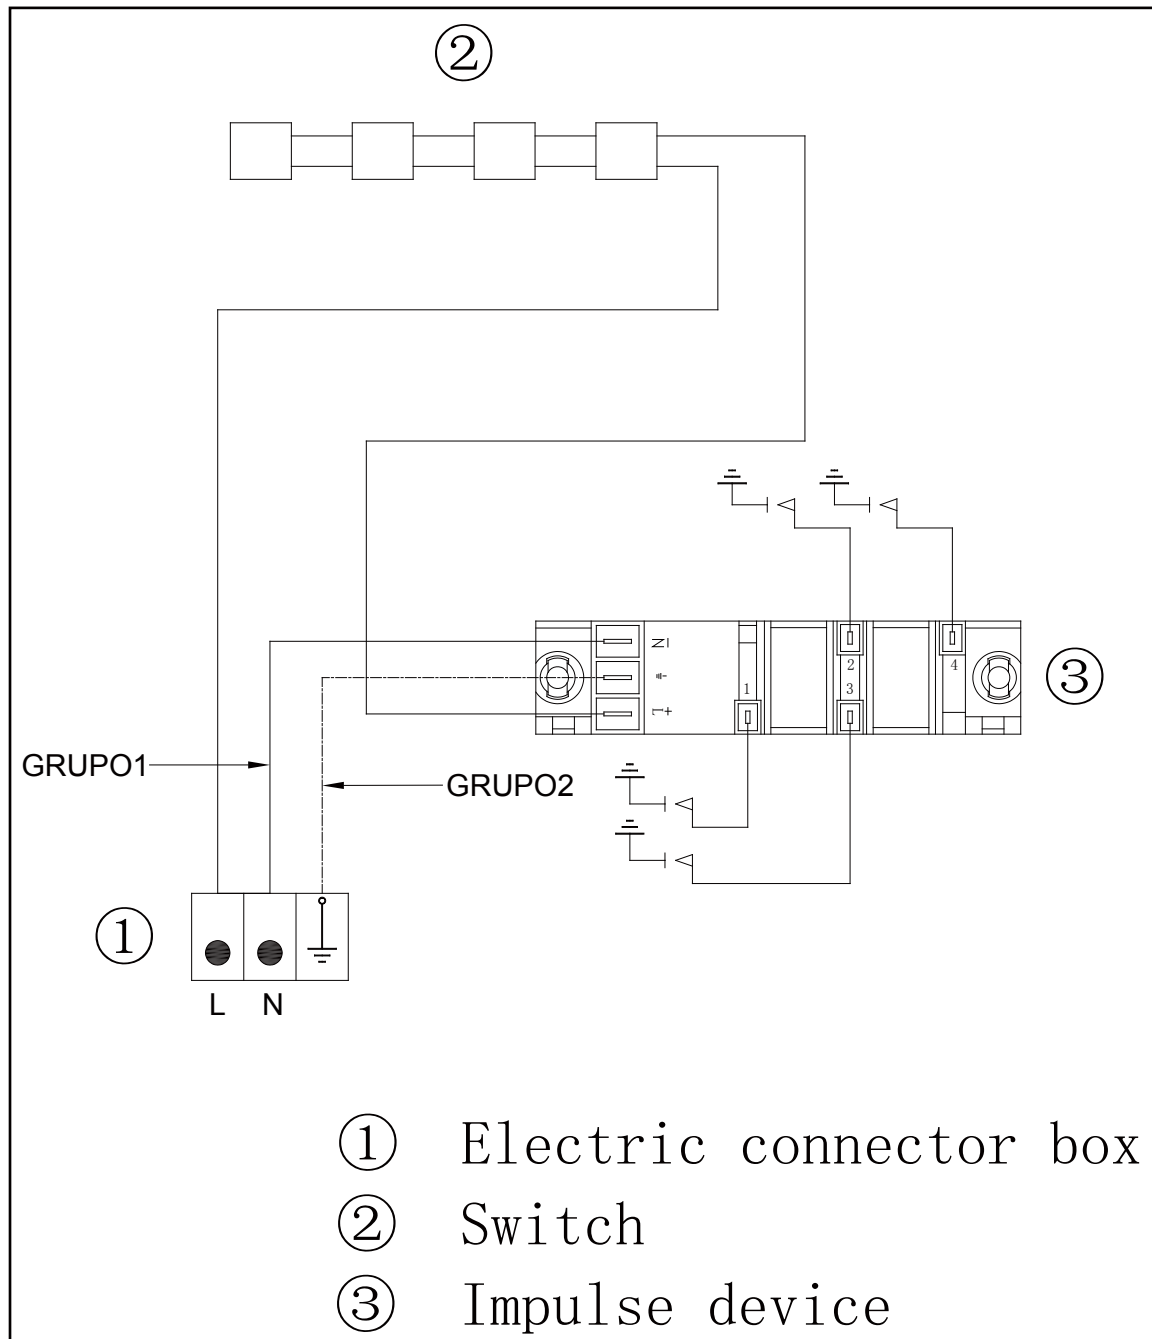 ②
N
−
⏚
L
+
1
2
3
4
③
GRUPO1
GRUPO2
①
L N
① Electric connector box
② Switch
③ Impulse device